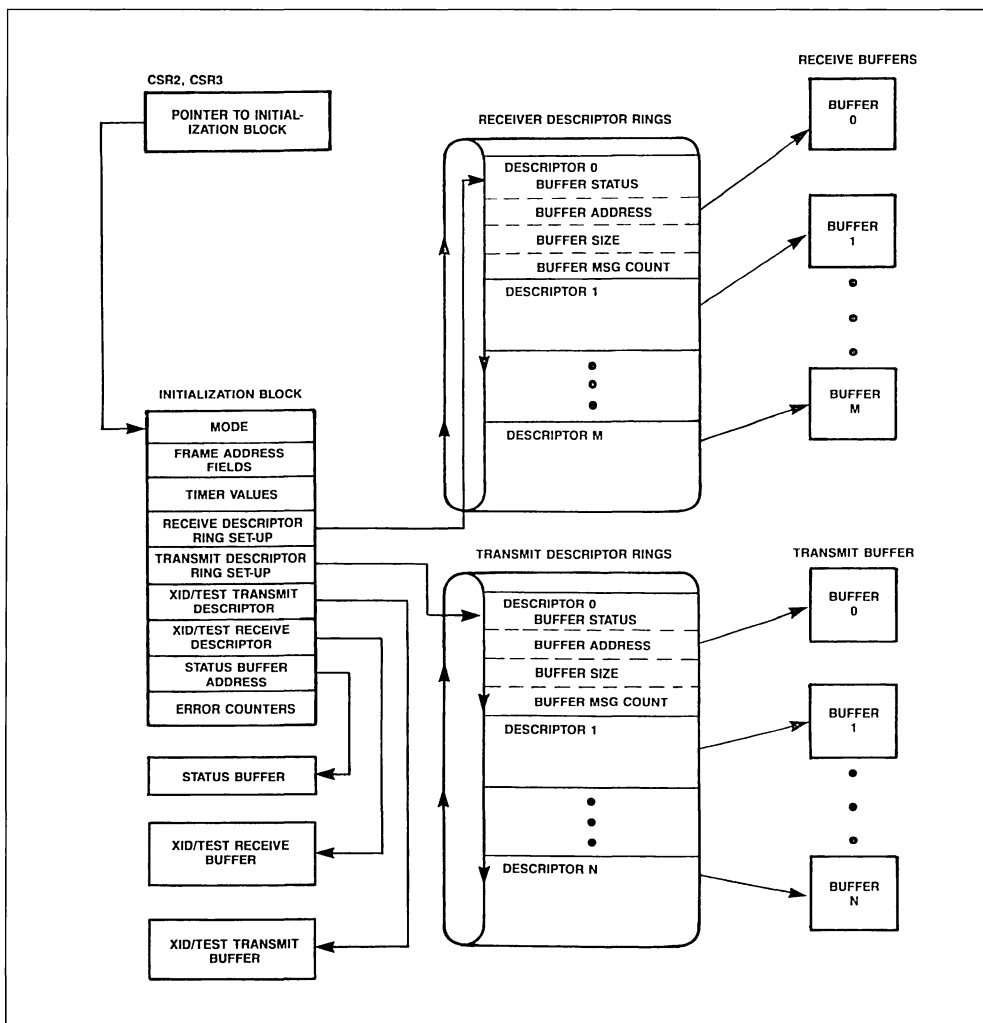 CSR2, CSR3
POINTER TO INITIAL-
IZATION BLOCK
INITIALIZATION BLOCK
MODE
FRAME ADDRESS
FIELDS
TIMER VALUES
RECEIVE DESCRIPTOR
RING SET-UP
TRANSMIT DESCRIPTOR
RING SET-UP
XID/TEST TRANSMIT
DESCRIPTOR
XID/TEST RECEIVE
DESCRIPTOR
STATUS BUFFER
ADDRESS
ERROR COUNTERS
STATUS BUFFER
XID/TEST RECEIVE
BUFFER
XID/TEST TRANSMIT
BUFFER
RECEIVER DESCRIPTOR RINGS
DESCRIPTOR 0
BUFFER STATUS
BUFFER ADDRESS
BUFFER SIZE
BUFFER MSG COUNT
DESCRIPTOR 1
DESCRIPTOR M
RECEIVE BUFFERS
BUFFER
0
BUFFER
1
BUFFER
M
TRANSMIT DESCRIPTOR RINGS
DESCRIPTOR 0
BUFFER STATUS
BUFFER ADDRESS
BUFFER SIZE
BUFFER MSG COUNT
DESCRIPTOR 1
DESCRIPTOR N
TRANSMIT BUFFER
BUFFER
0
BUFFER
1
BUFFER
N